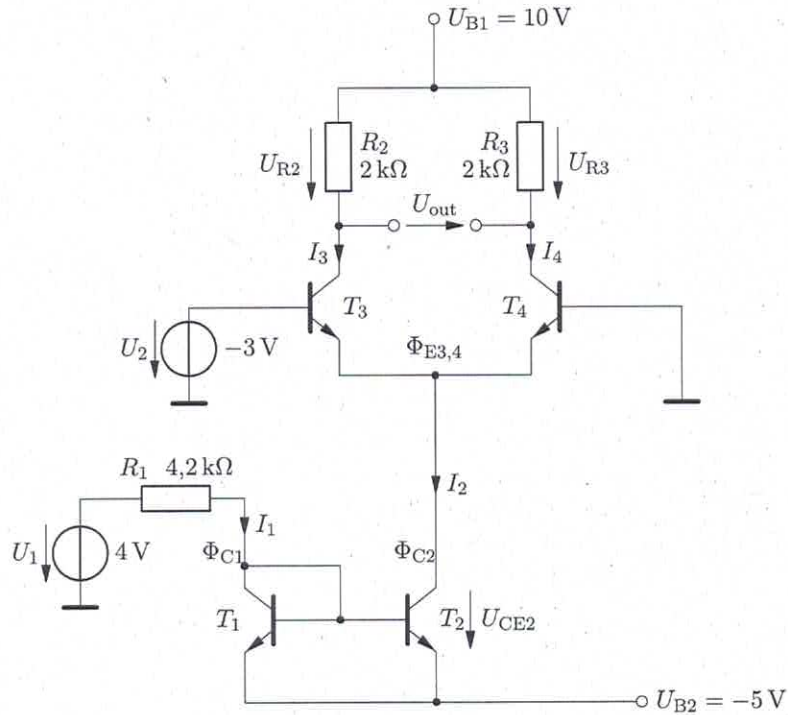 U_B1 = 10 V
R_2
2 kΩ
U_R2
R_3
2 kΩ
U_R3
U_out
I_3
I_4
T_3
T_4
U_2
−3 V
Φ_E3,4
R_1 4,2 kΩ
I_2
U_1
4 V
I_1
Φ_C1
Φ_C2
T_1
T_2
U_CE2
U_B2 = −5 V